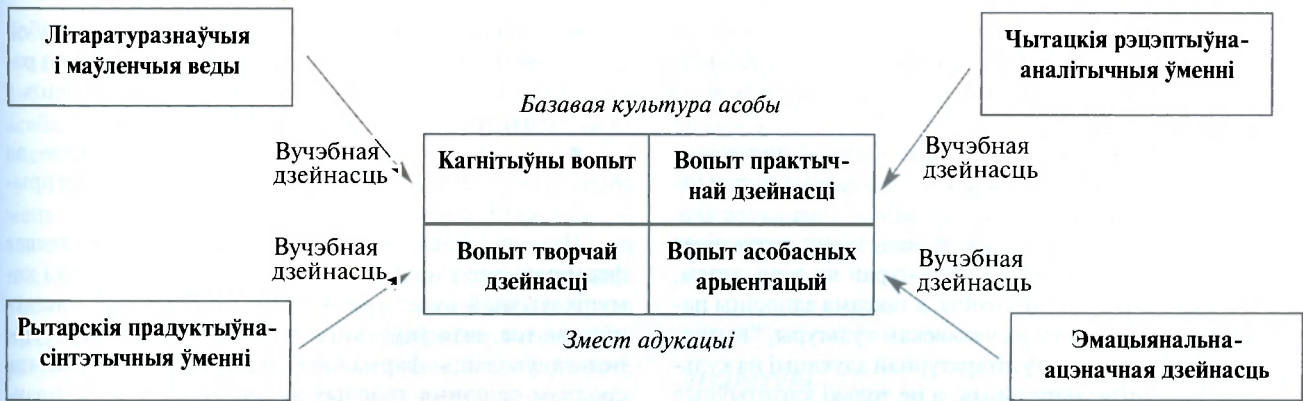 Літаратуразнаўчыя
і маўленчыя веды
Чытацкія рэцэптыўна-
аналітычныя ўменні
Базавая культура асобы
Вучэбная
дзейнасць
Кагнітыўны вопыт
Вопыт практыч-
най дзейнасці
Вучэбная
дзейнасць
Вучэбная
дзейнасць
Вопыт творчай
дзейнасці
Вопыт асобасных
арыентацый
Вучэбная
дзейнасць
Рытарскія прадуктыўна-
сінтэтычныя ўменні
Змест адукацыі
Эмацыянальна-
ацэначная дзейнасць